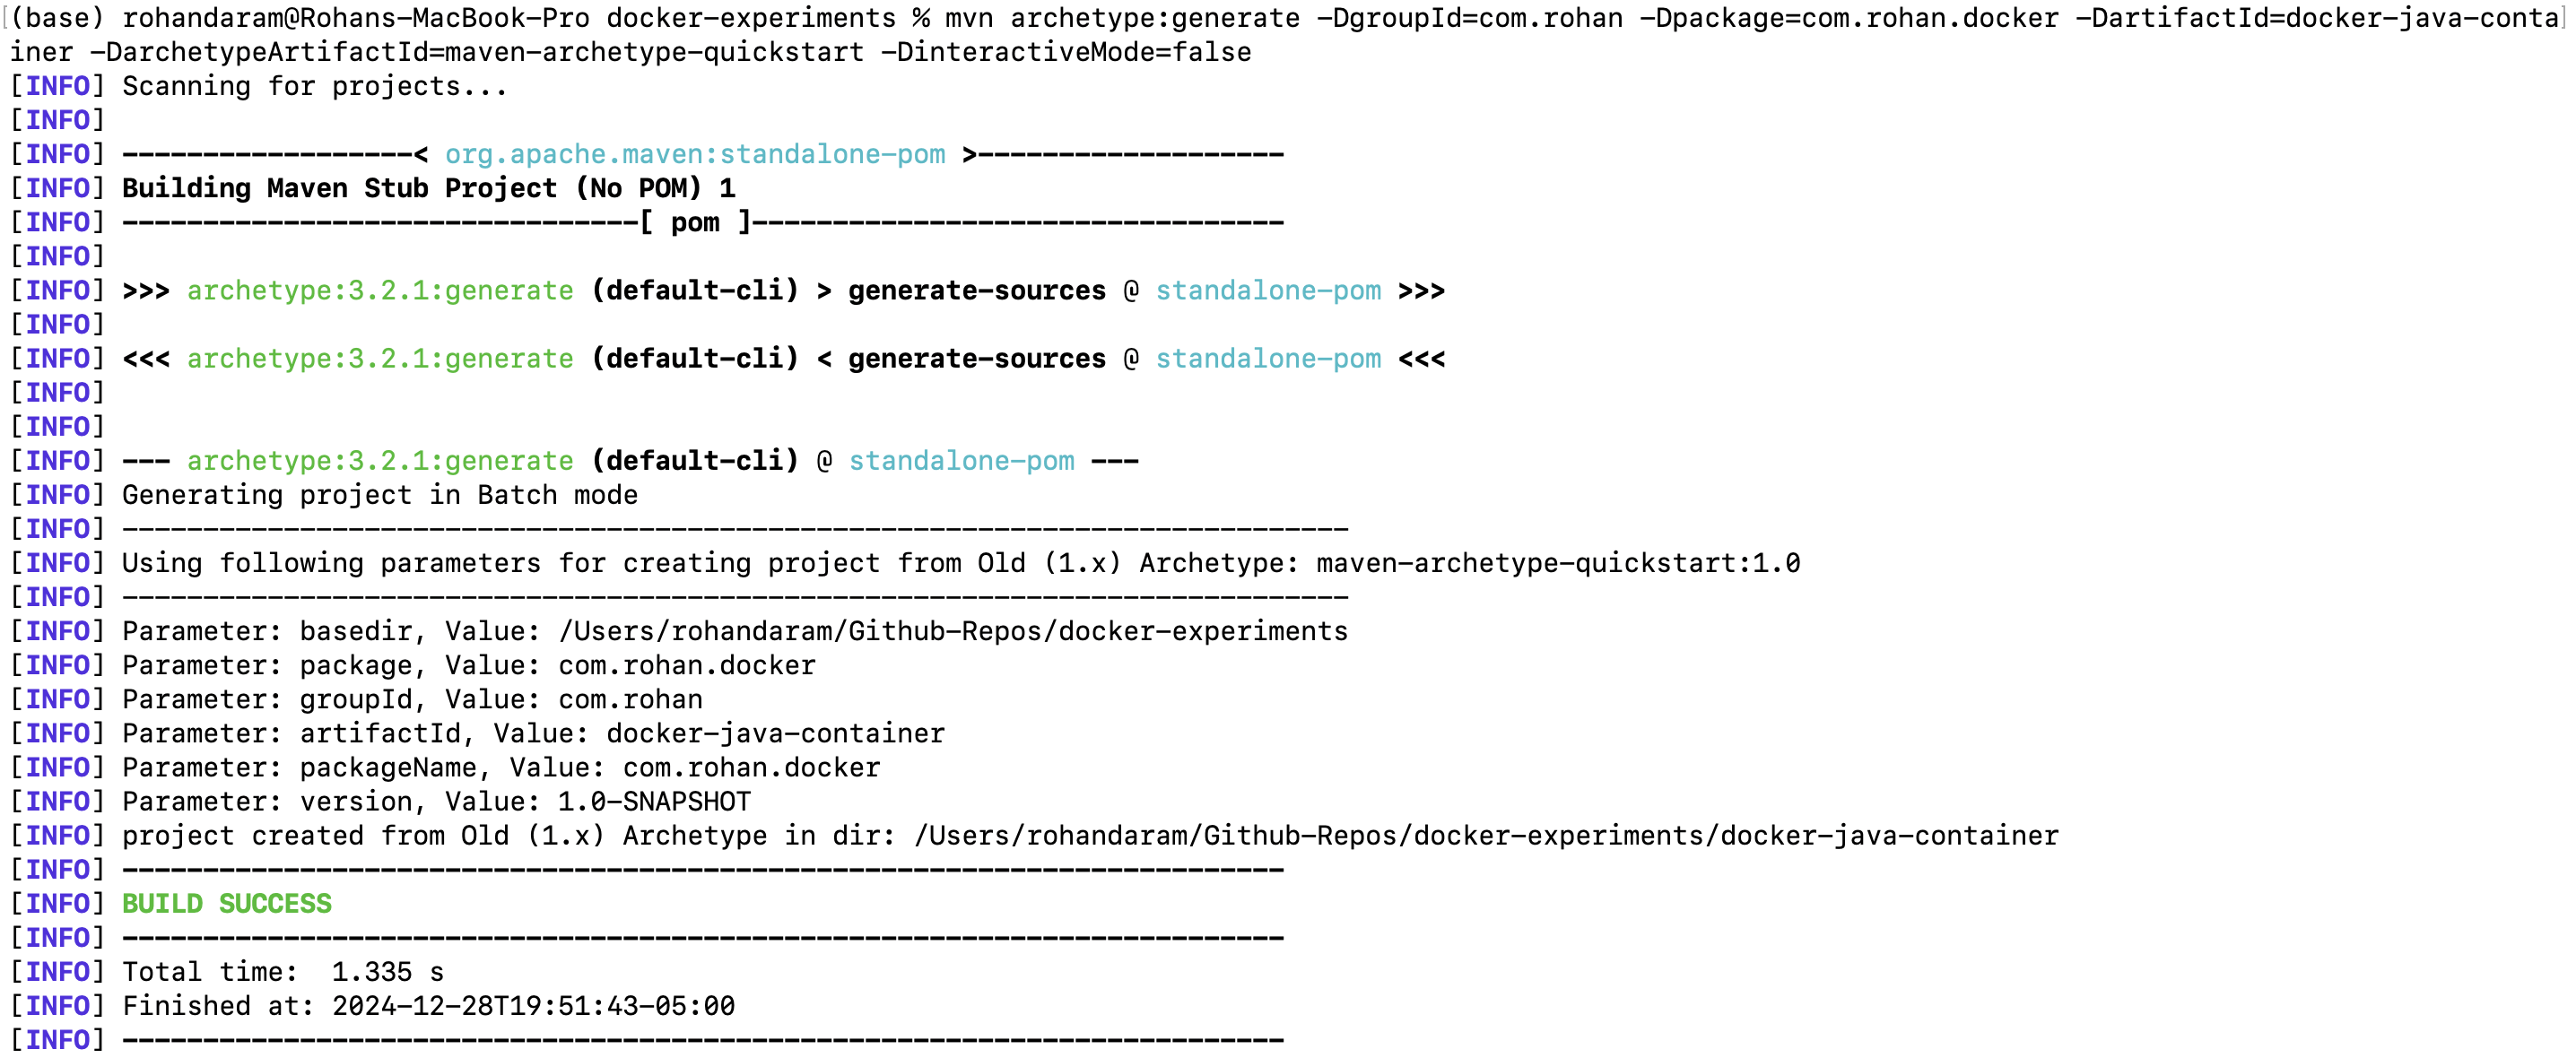 (base) rohandaram@Rohans-MacBook-Pro docker-experiments % mvn archetype:generate -DgroupId=com.rohan -Dpackage=com.rohan.docker -DartifactId=docker-java-conta
iner -DarchetypeArtifactId=maven-archetype-quickstart -DinteractiveMode=false
[INFO] Scanning for projects...
[INFO]
[INFO] ------------------< org.apache.maven:standalone-pom >-------------------
[INFO] Building Maven Stub Project (No POM) 1
[INFO] --------------------------------[ pom ]---------------------------------
[INFO]
[INFO] >>> archetype:3.2.1:generate (default-cli) > generate-sources @ standalone-pom >>>
[INFO]
[INFO] <<< archetype:3.2.1:generate (default-cli) < generate-sources @ standalone-pom <<<
[INFO]
[INFO]
[INFO] --- archetype:3.2.1:generate (default-cli) @ standalone-pom ---
[INFO] Generating project in Batch mode
[INFO] ----------------------------------------------------------------------------
[INFO] Using following parameters for creating project from Old (1.x) Archetype: maven-archetype-quickstart:1.0
[INFO] ----------------------------------------------------------------------------
[INFO] Parameter: basedir, Value: /Users/rohandaram/Github-Repos/docker-experiments
[INFO] Parameter: package, Value: com.rohan.docker
[INFO] Parameter: groupId, Value: com.rohan
[INFO] Parameter: artifactId, Value: docker-java-container
[INFO] Parameter: packageName, Value: com.rohan.docker
[INFO] Parameter: version, Value: 1.0-SNAPSHOT
[INFO] project created from Old (1.x) Archetype in dir: /Users/rohandaram/Github-Repos/docker-experiments/docker-java-container
[INFO] ------------------------------------------------------------------------
[INFO] BUILD SUCCESS
[INFO] ------------------------------------------------------------------------
[INFO] Total time:  1.335 s
[INFO] Finished at: 2024-12-28T19:51:43-05:00
[INFO] ------------------------------------------------------------------------